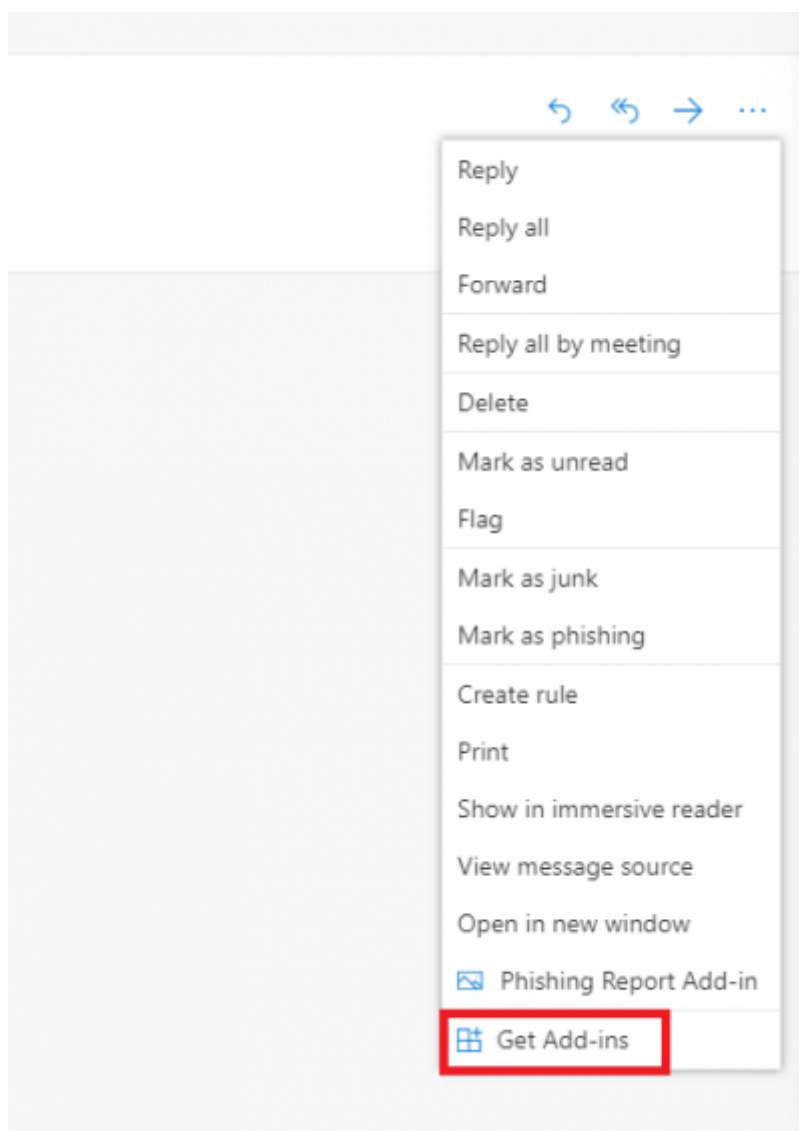 Reply
Reply all
Forward
Reply all by meeting
Delete
Mark as unread
Flag
Mark as junk
Mark as phishing
Create rule
Print
Show in immersive reader
View message source
Open in new window
Phishing Report Add-in
Get Add-ins